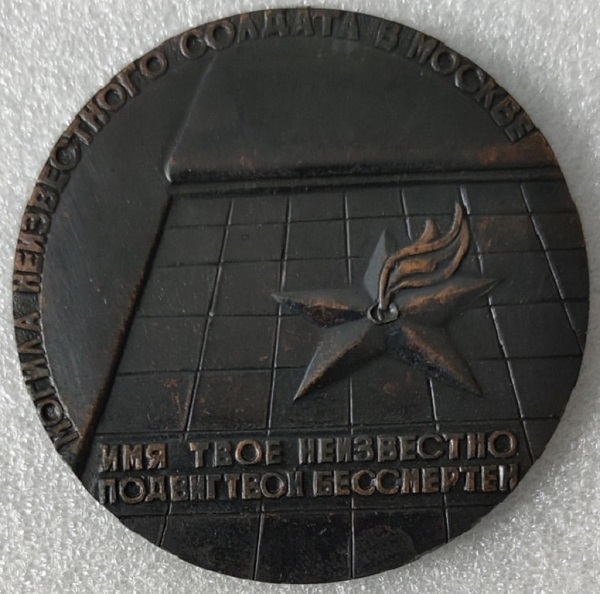 МОГИЛА НЕИЗВЕСТНОГО СОЛДАТА В МОСКВЕ
ИМЯ ТВОЕ НЕИЗВЕСТНО
ПОДВИГ ТВОЙ БЕССМЕРТЕН